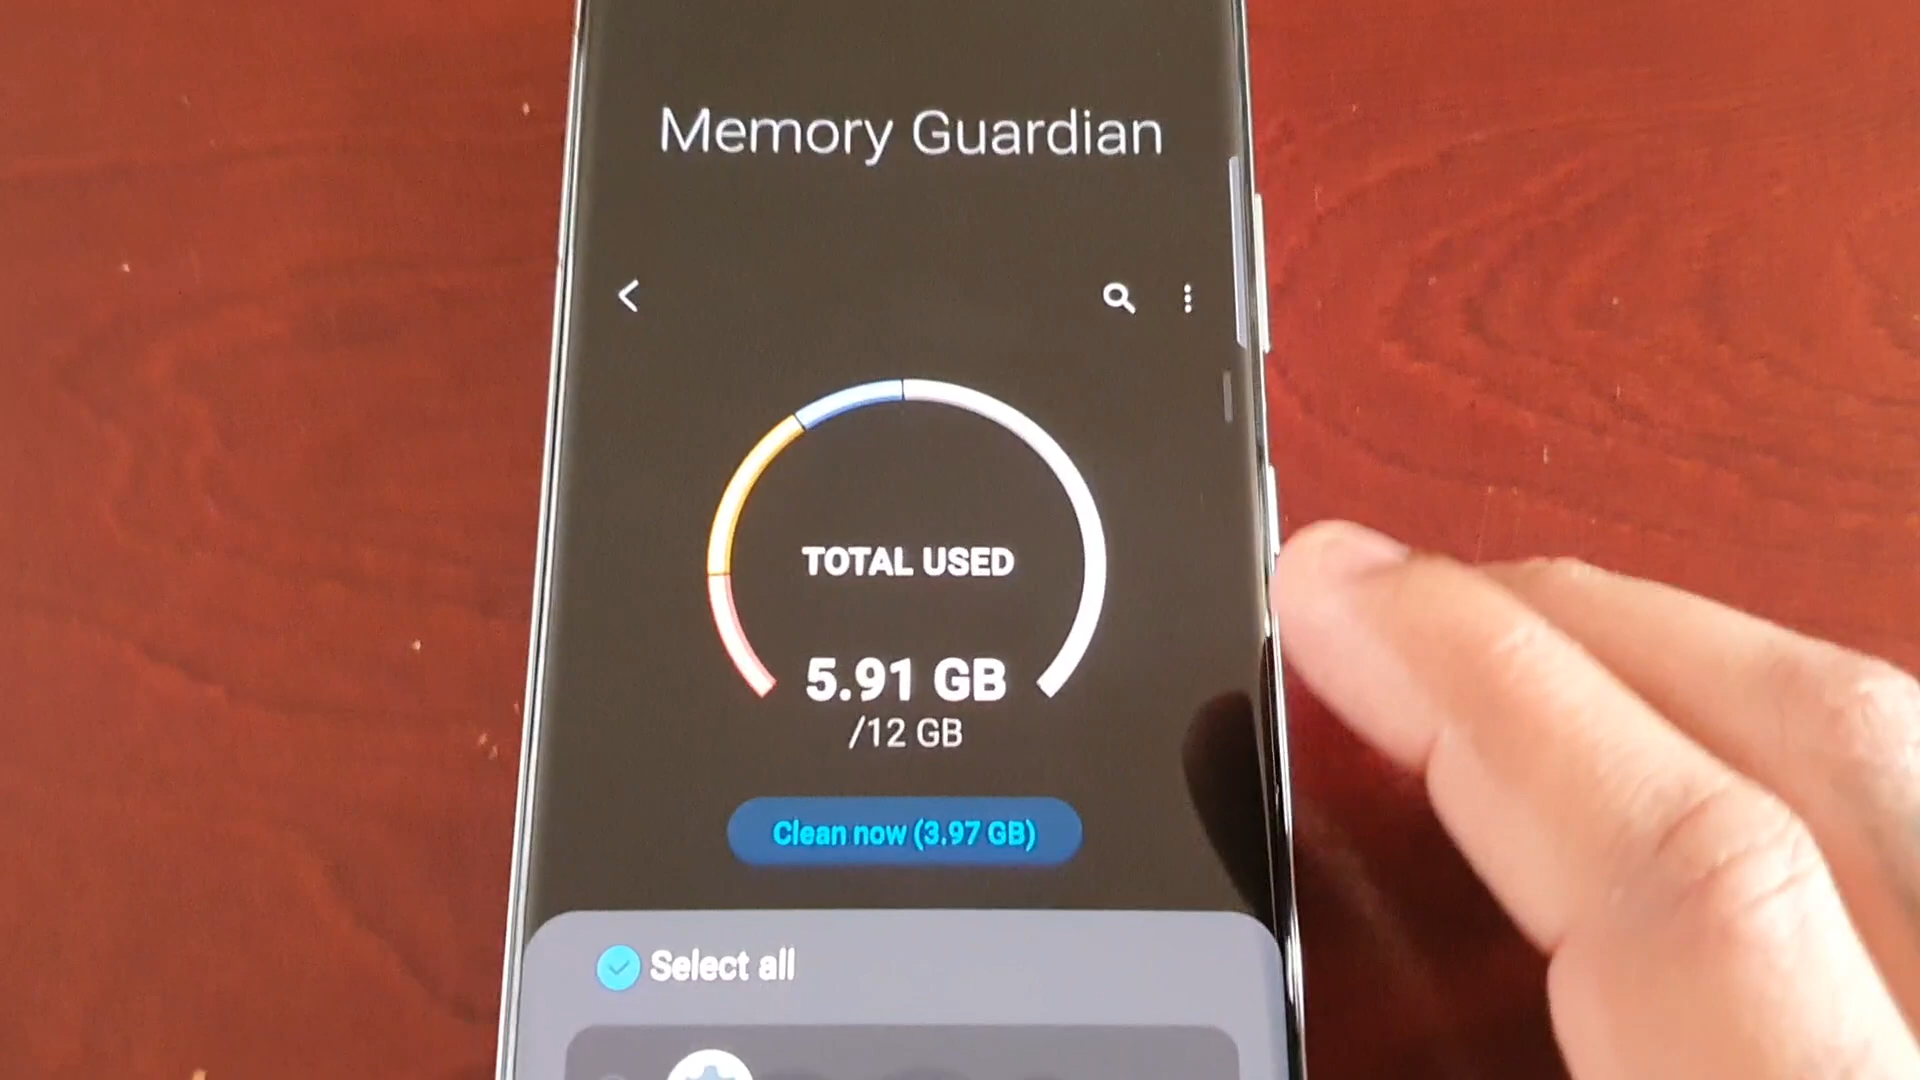 Memory Guardian
TOTAL USED
5.91 GB
/12 GB
Clean now (3.97 GB)
Select all